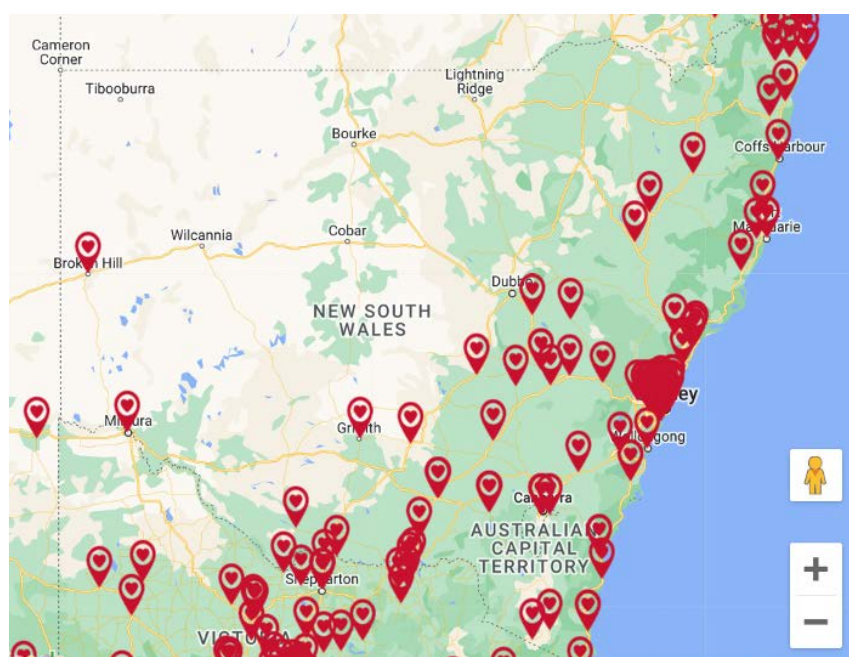 Cameron
Corner
Tibooburra
Lightning
Ridge
Bourke
Coffs Harbour
Wilcannia
Cobar
Broken Hill
Dubbo
NEW SOUTH
WALES
Mildura
Griffith
Wollongong
Canberra
AUSTRALIAN
CAPITAL
TERRITORY
Shepparton
VICTORIA
+
−